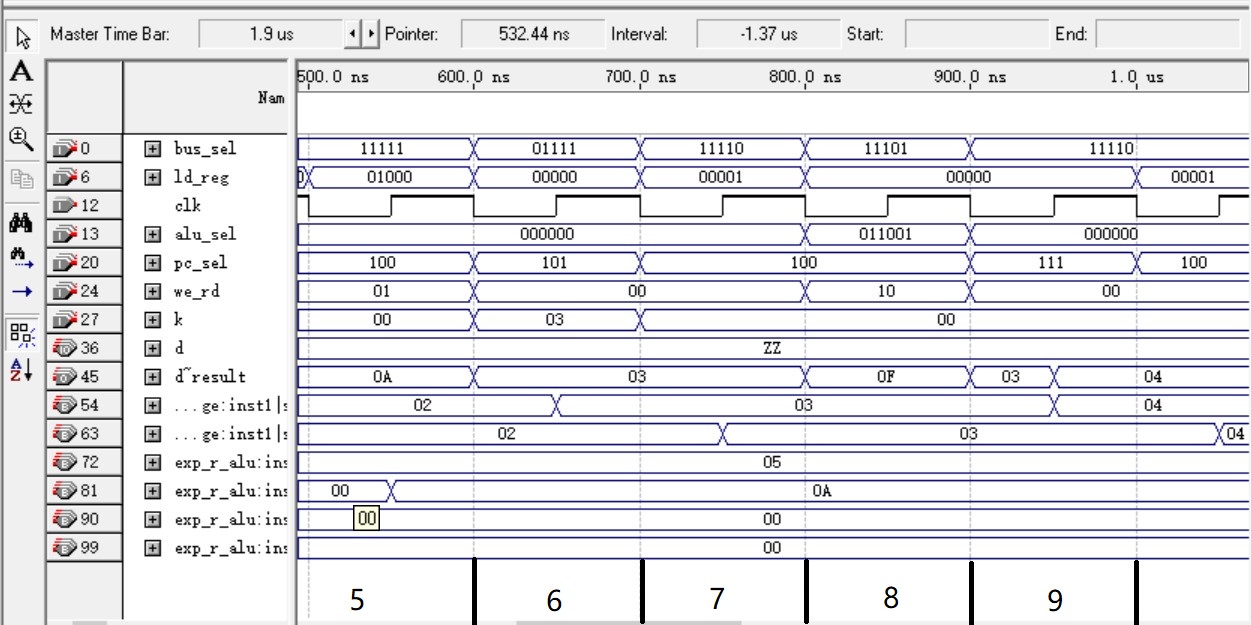 Master Time Bar: 1.9 us Pointer: 532.44 ns Interval: -1.37 us Start: End:
500.0 ns 600.0 ns 700.0 ns 800.0 ns 900.0 ns 1.0 us
Nam
0 bus_sel 11111 01111 11110 11101 11110
6 ld_reg 01000 00000 00001 00000 00001
12 clk
13 alu_sel 000000 011001 000000
20 pc_sel 100 101 100 111 100
24 we_rd 01 00 10 00
27 k 00 03 00
36 d ZZ
45 d~result 0A 03 0F 03 04
54 ...ge:inst1|s 02 03 04
63 ...ge:inst1|s 02 03 04
72 exp_r_alu:ins 05
81 exp_r_alu:ins 00 0A
90 exp_r_alu:ins 00 00
99 exp_r_alu:ins 00
5 6 7 8 9